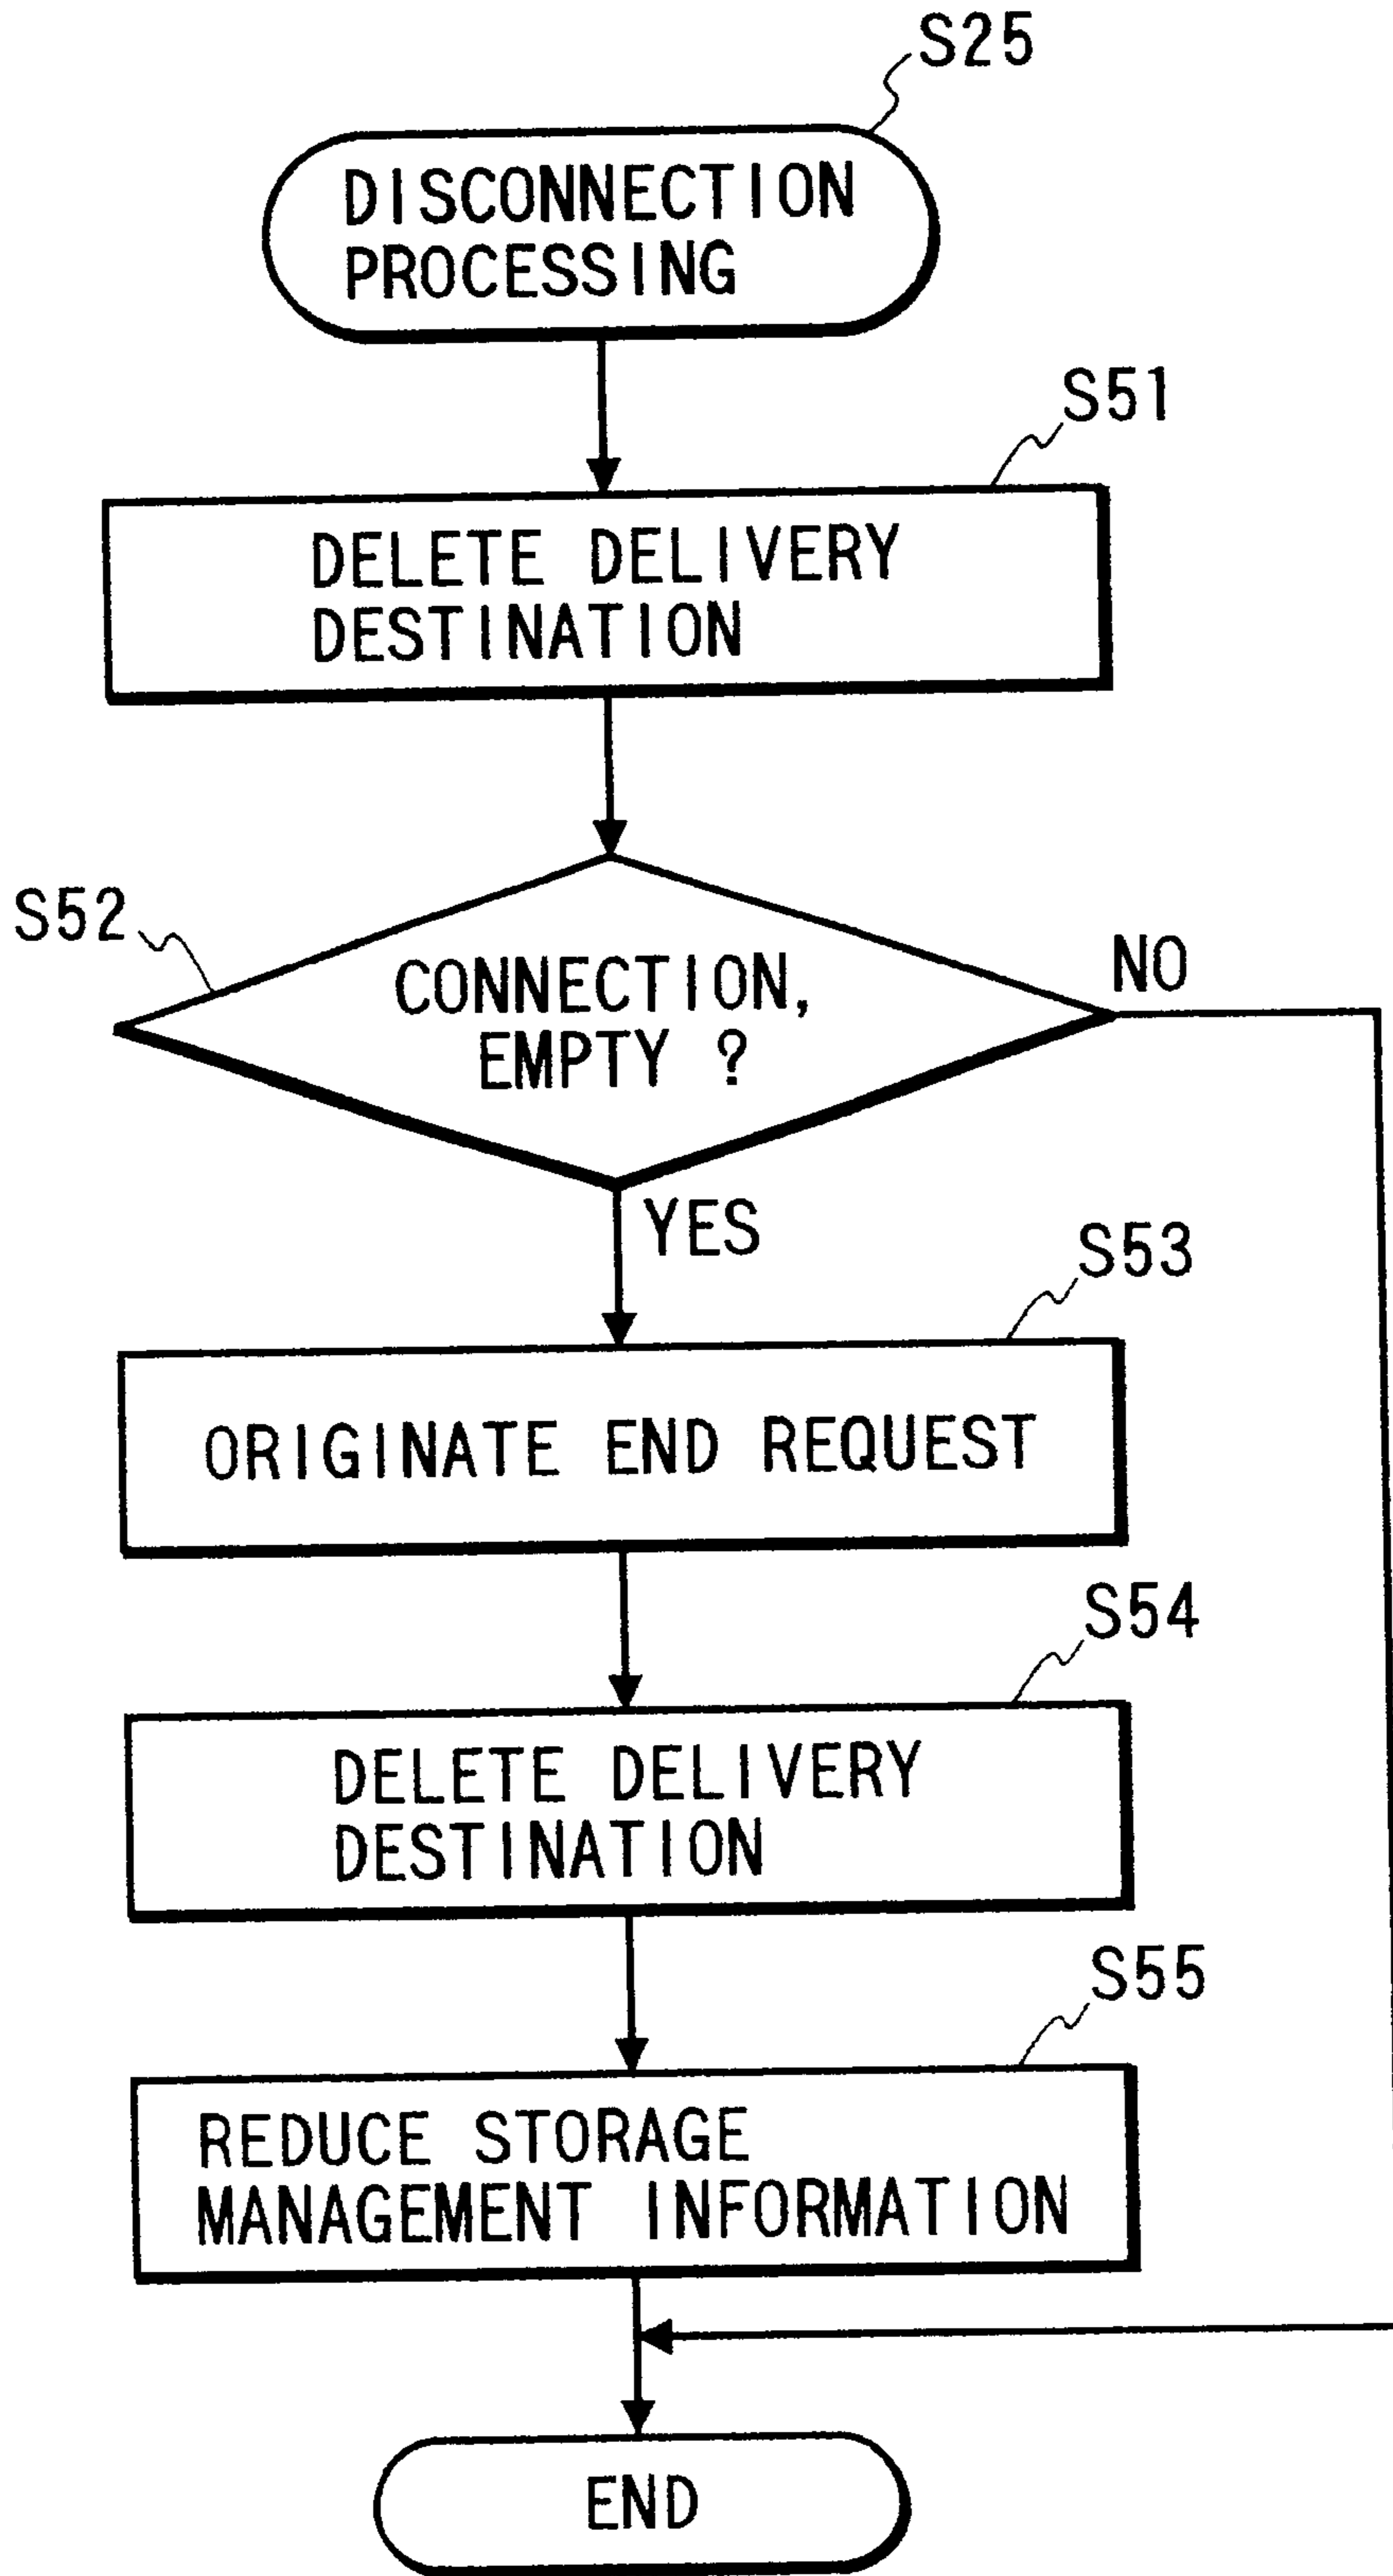 S25
DISCONNECTION
PROCESSING
S51
DELETE DELIVERY
DESTINATION
S52
CONNECTION,
EMPTY ?
NO
YES
S53
ORIGINATE END REQUEST
S54
DELETE DELIVERY
DESTINATION
S55
REDUCE STORAGE
MANAGEMENT INFORMATION
END